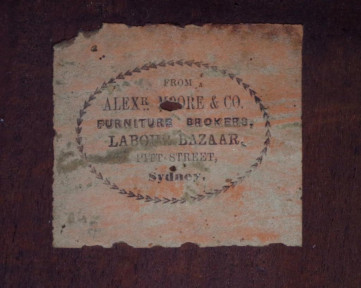 FROM
ALEXR. MOORE & CO.
FURNITURE BROKERS,
LABOUR BAZAAR,
PITT STREET,
Sydney.